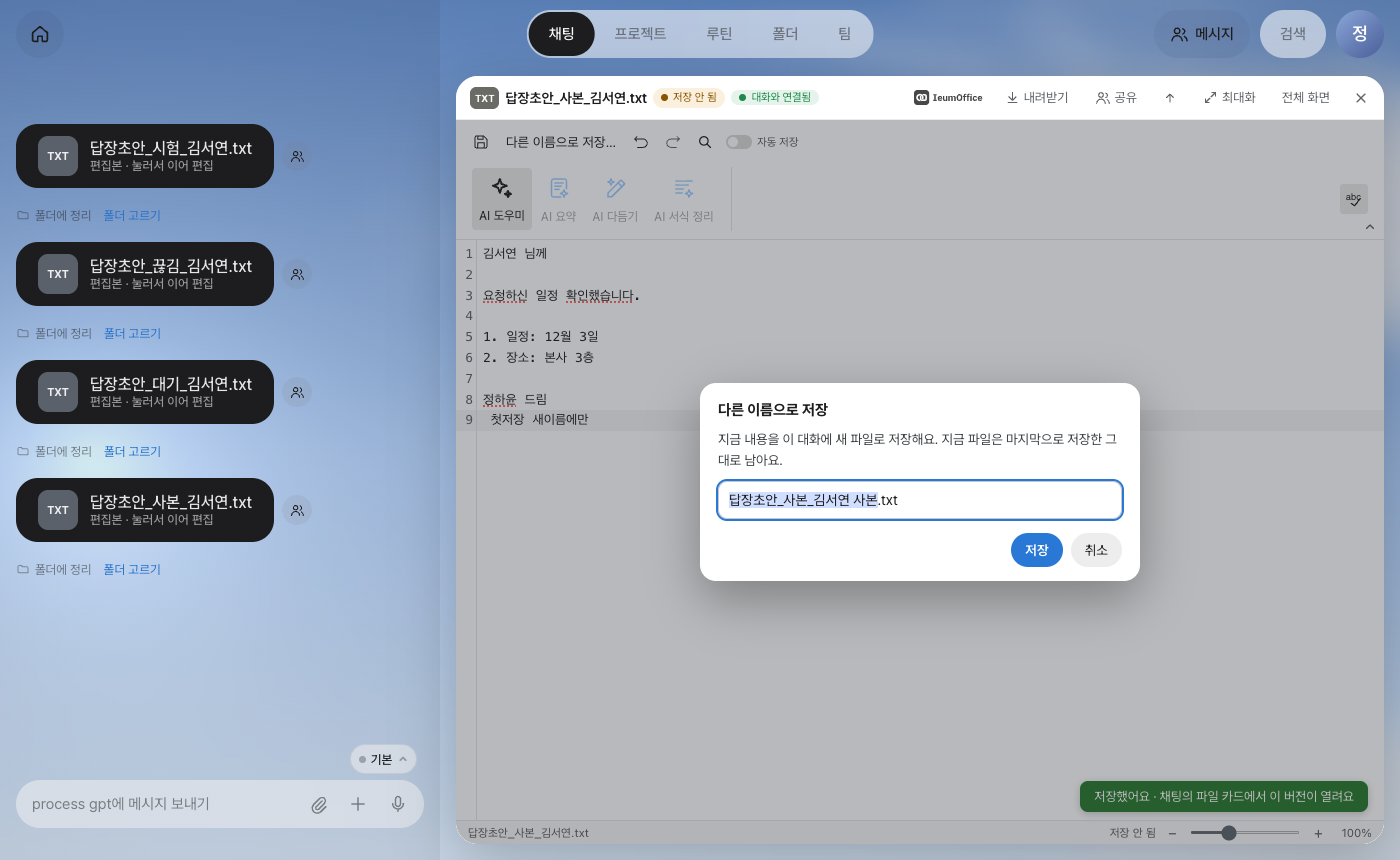 채팅
프로젝트
루틴
폴더
팀
메시지
검색
정
TXT
답장초안_시험_김서연.txt
편집본 · 눌러서 이어 편집
폴더에 정리
폴더 고르기
TXT
답장초안_끊김_김서연.txt
편집본 · 눌러서 이어 편집
폴더에 정리
폴더 고르기
TXT
답장초안_대기_김서연.txt
편집본 · 눌러서 이어 편집
폴더에 정리
폴더 고르기
TXT
답장초안_사본_김서연.txt
편집본 · 눌러서 이어 편집
폴더에 정리
폴더 고르기
기본
process gpt에 메시지 보내기
TXT
답장초안_사본_김서연.txt
저장 안 됨
대화와 연결됨
IeumOffice
내려받기
공유
최대화
전체 화면
다른 이름으로 저장...
자동 저장
AI 도우미
AI 요약
AI 다듬기
AI 서식 정리
abc
1 김서연 님께
2
3 요청하신 일정 확인했습니다.
4
5 1. 일정: 12월 3일
6 2. 장소: 본사 3층
7
8 정하윤 드림
9 첫저장 새이름에만
다른 이름으로 저장
지금 내용을 이 대화에 새 파일로 저장해요. 지금 파일은 마지막으로 저장한 그
대로 남아요.
답장초안_사본_김서연 사본.txt
저장
취소
저장했어요 · 채팅의 파일 카드에서 이 버전이 열려요
답장초안_사본_김서연.txt
저장 안 됨
100%